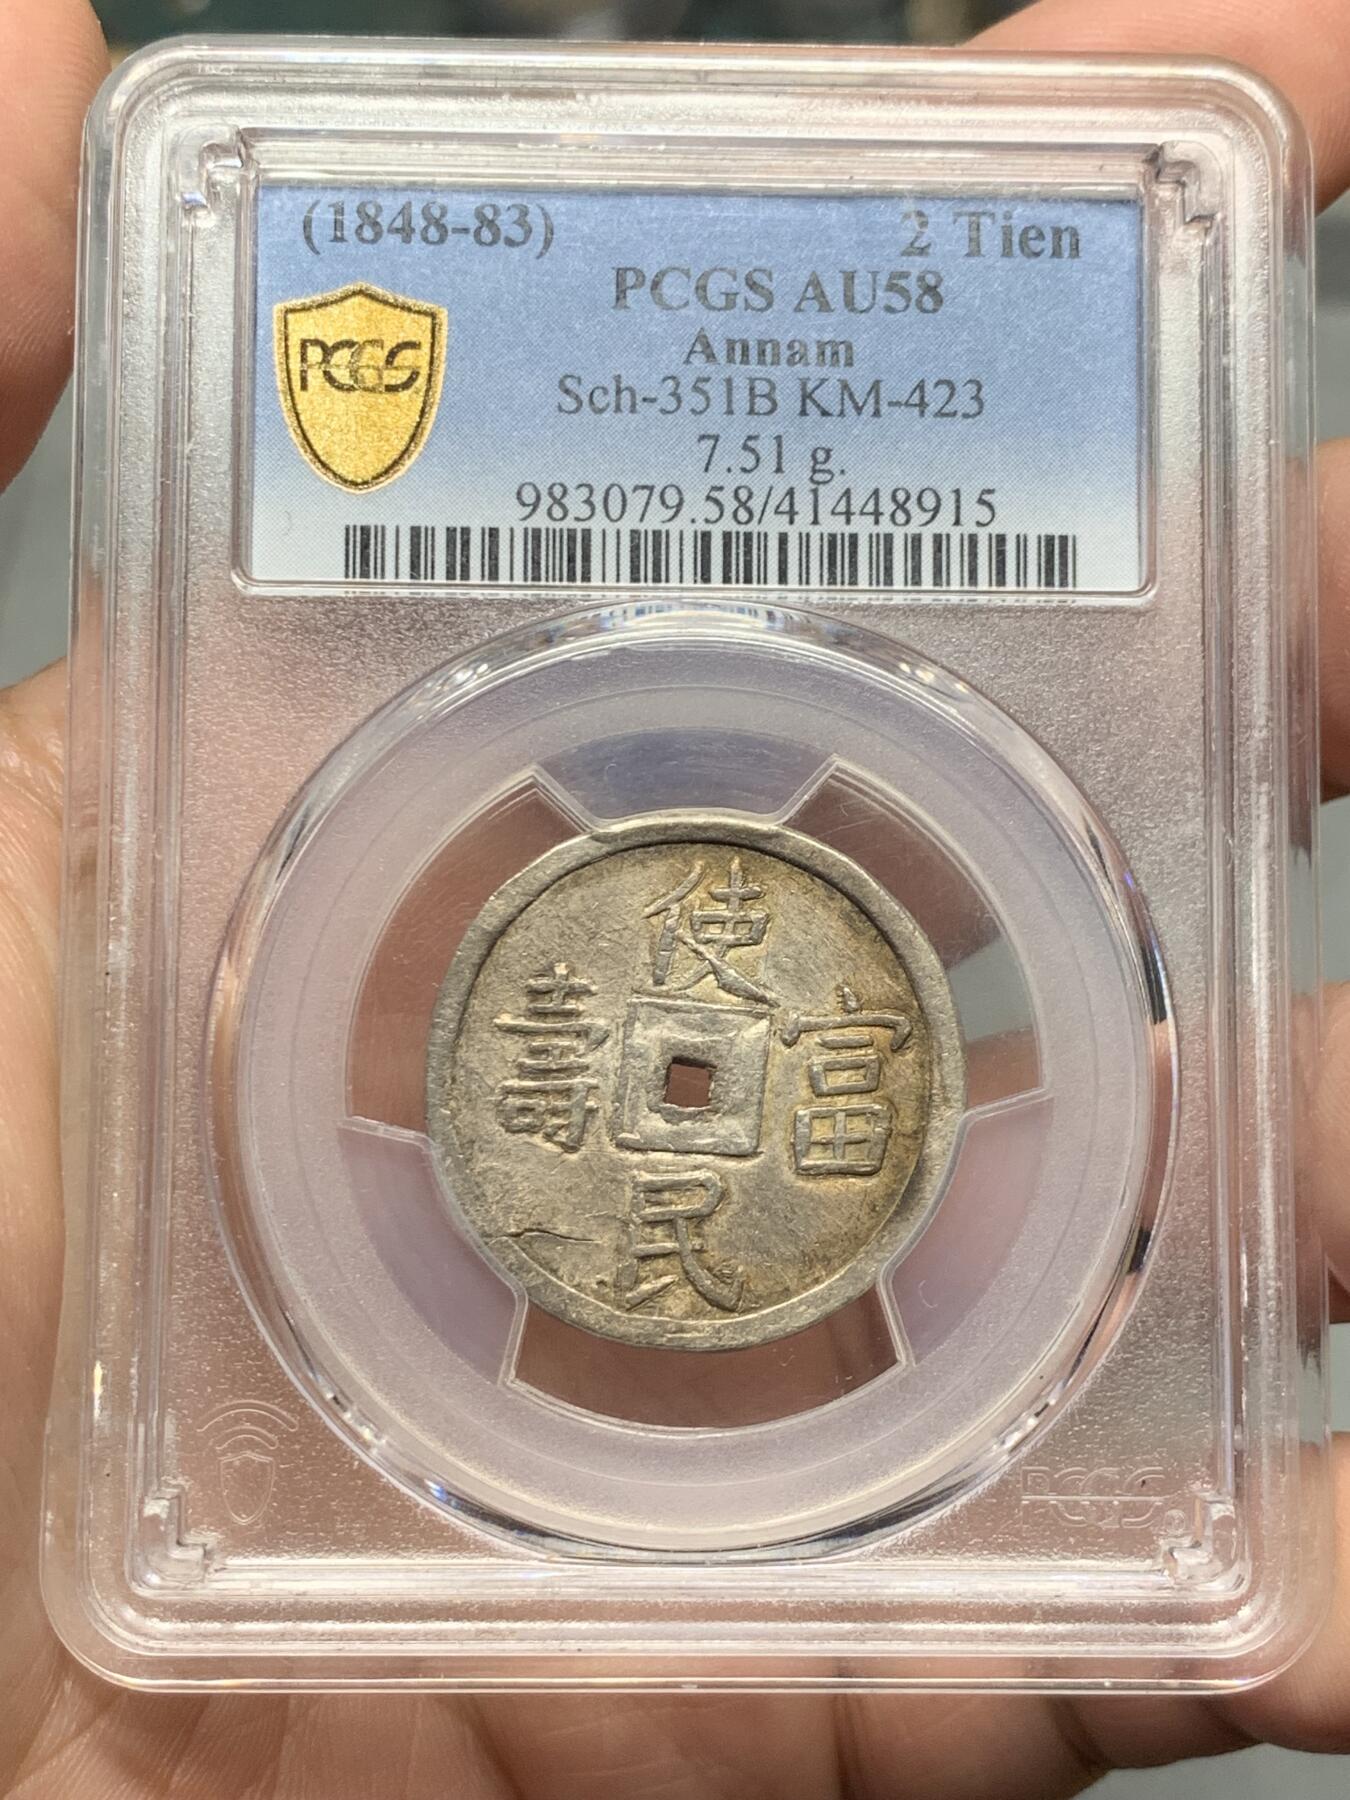 (1848-83) 2 Tien
PCGS AU58
PCGS
Annam
Sch-351B KM-423
7.51 g.
983079.58/41448915
使
富
壽
民
PCGS